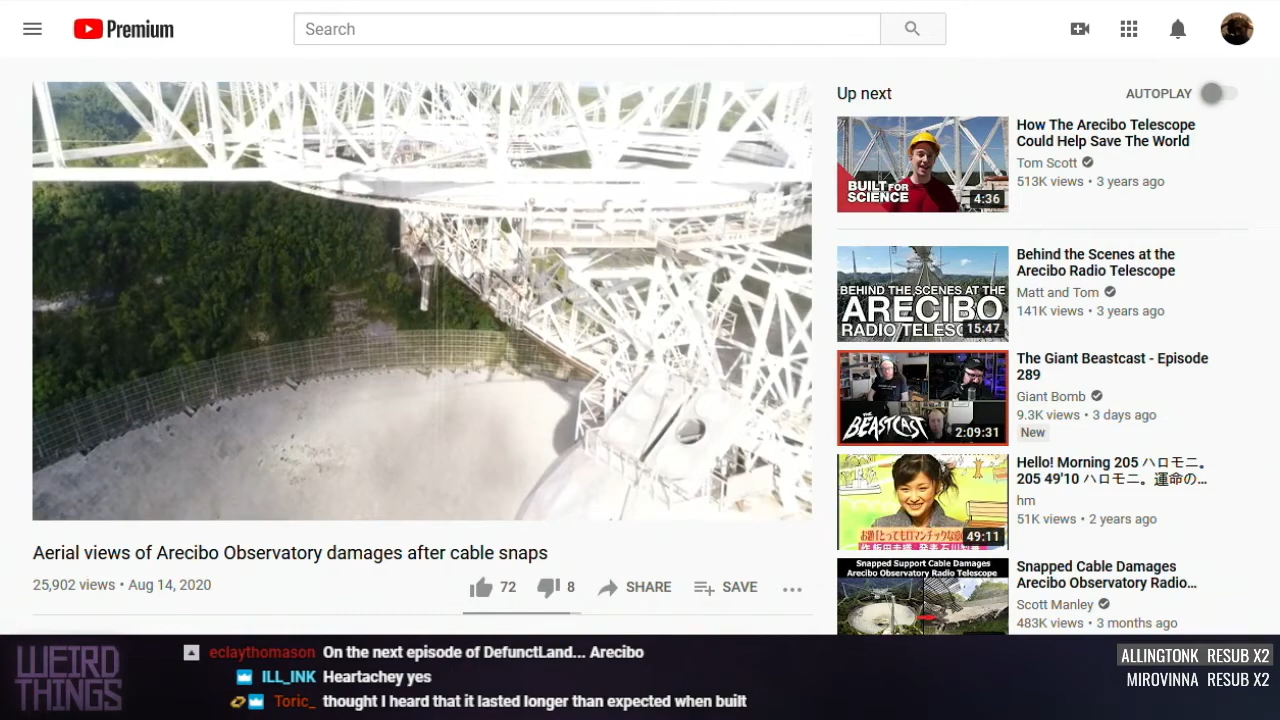 Premium
Search
Up next
AUTOPLAY
BUILT FOR
SCIENCE
4:36
How The Arecibo Telescope
Could Help Save The World
Tom Scott
513K views • 3 years ago
BEHIND THE SCENES AT THE
ARECIBO
RADIO TELESC
15:47
Behind the Scenes at the
Arecibo Radio Telescope
Matt and Tom
141K views • 3 years ago
THE
BEASTCAST
2:09:31
The Giant Beastcast - Episode
289
Giant Bomb
9.3K views • 3 days ago
New
49:11
Hello! Morning 205 ハロモニ。
205 49'10 ハロモニ。運命の...
hm
51K views • 2 years ago
Snapped Support Cable Damages
Arecibo Observatory Radio Telescope
Snapped Cable Damages
Arecibo Observatory Radio...
Scott Manley
483K views • 3 months ago
Aerial views of Arecibo Observatory damages after cable snaps
25,902 views • Aug 14, 2020
72
8
SHARE
SAVE
WEIRD
THINGS
eclaythomason On the next episode of DefunctLand... Arecibo
ILL_INK Heartachey yes
Toric_ thought I heard that it lasted longer than expected when built
ALLINGTONK RESUB X2
MIROVINNA RESUB X2